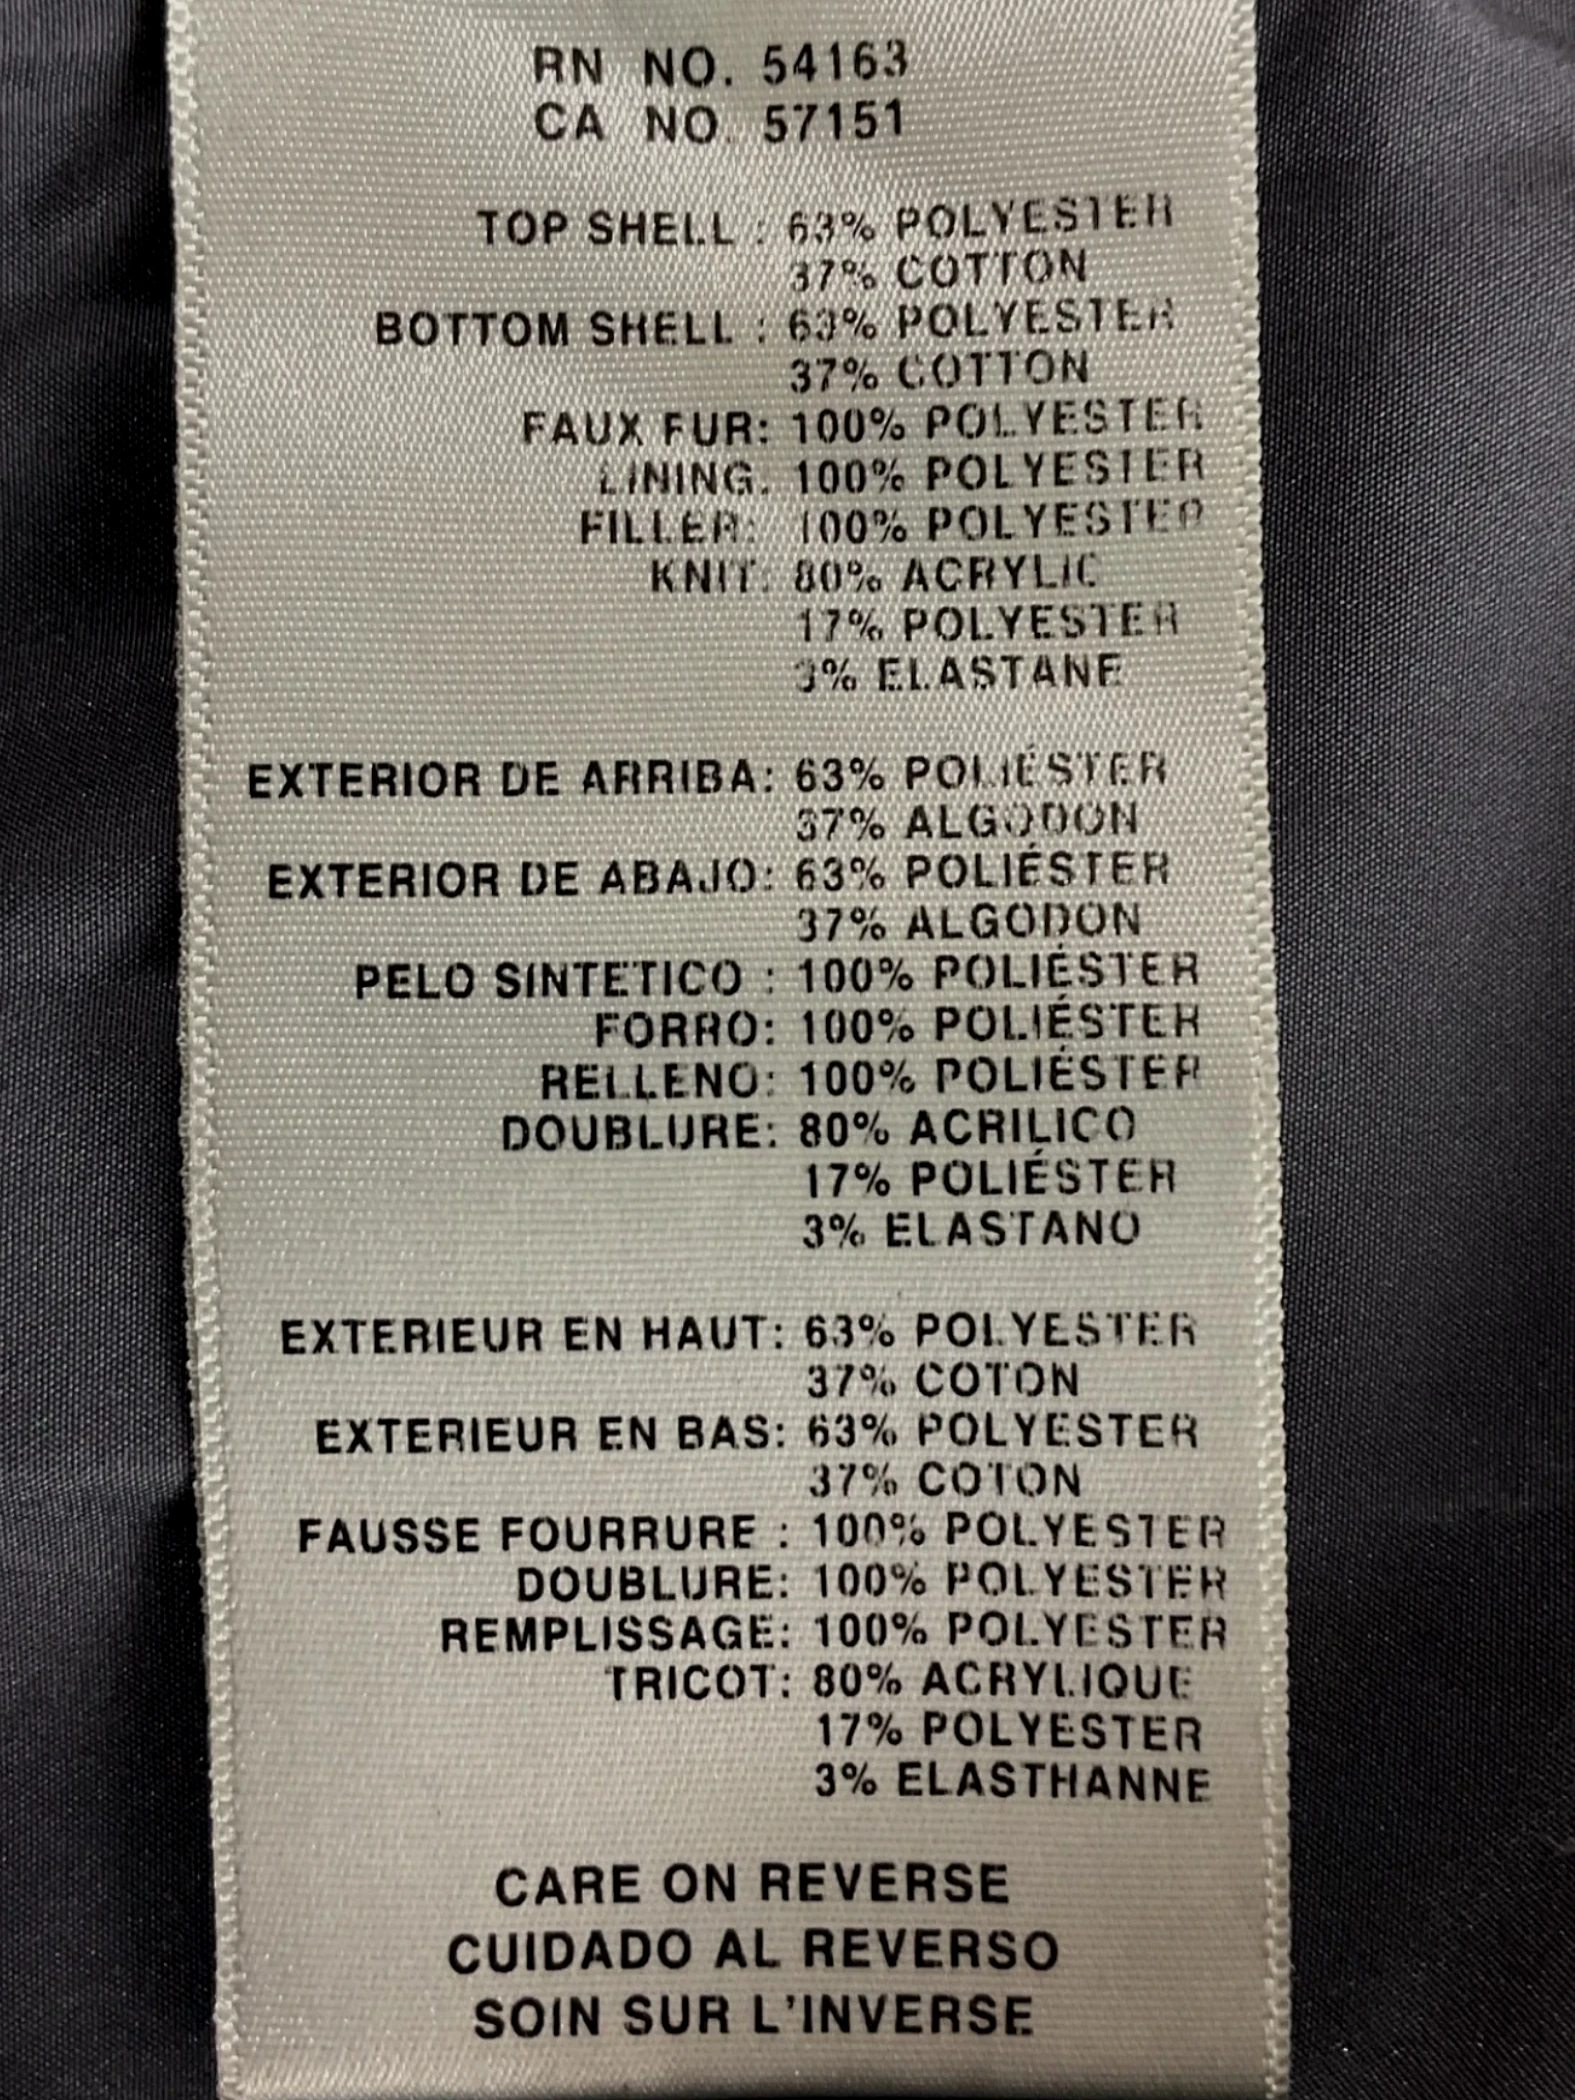 RN NO. 54163
CA NO. 57151
TOP SHELL : 63% POLYESTER
37% COTTON
BOTTOM SHELL : 63% POLYESTER
37% COTTON
FAUX FUR: 100% POLYESTER
LINING: 100% POLYESTER
FILLER: 100% POLYESTER
KNIT: 80% ACRYLIC
17% POLYESTER
3% ELASTANE
EXTERIOR DE ARRIBA: 63% POLIÉSTER
37% ALGODON
EXTERIOR DE ABAJO: 63% POLIÉSTER
37% ALGODON
PELO SINTETICO : 100% POLIÉSTER
FORRO: 100% POLIÉSTER
RELLENO: 100% POLIÉSTER
DOUBLURE: 80% ACRILICO
17% POLIÉSTER
3% ELASTANO
EXTERIEUR EN HAUT: 63% POLYESTER
37% COTON
EXTERIEUR EN BAS: 63% POLYESTER
37% COTON
FAUSSE FOURRURE : 100% POLYESTER
DOUBLURE: 100% POLYESTER
REMPLISSAGE: 100% POLYESTER
TRICOT: 80% ACRYLIQUE
17% POLYESTER
3% ELASTHANNE
CARE ON REVERSE
CUIDADO AL REVERSO
SOIN SUR L'INVERSE